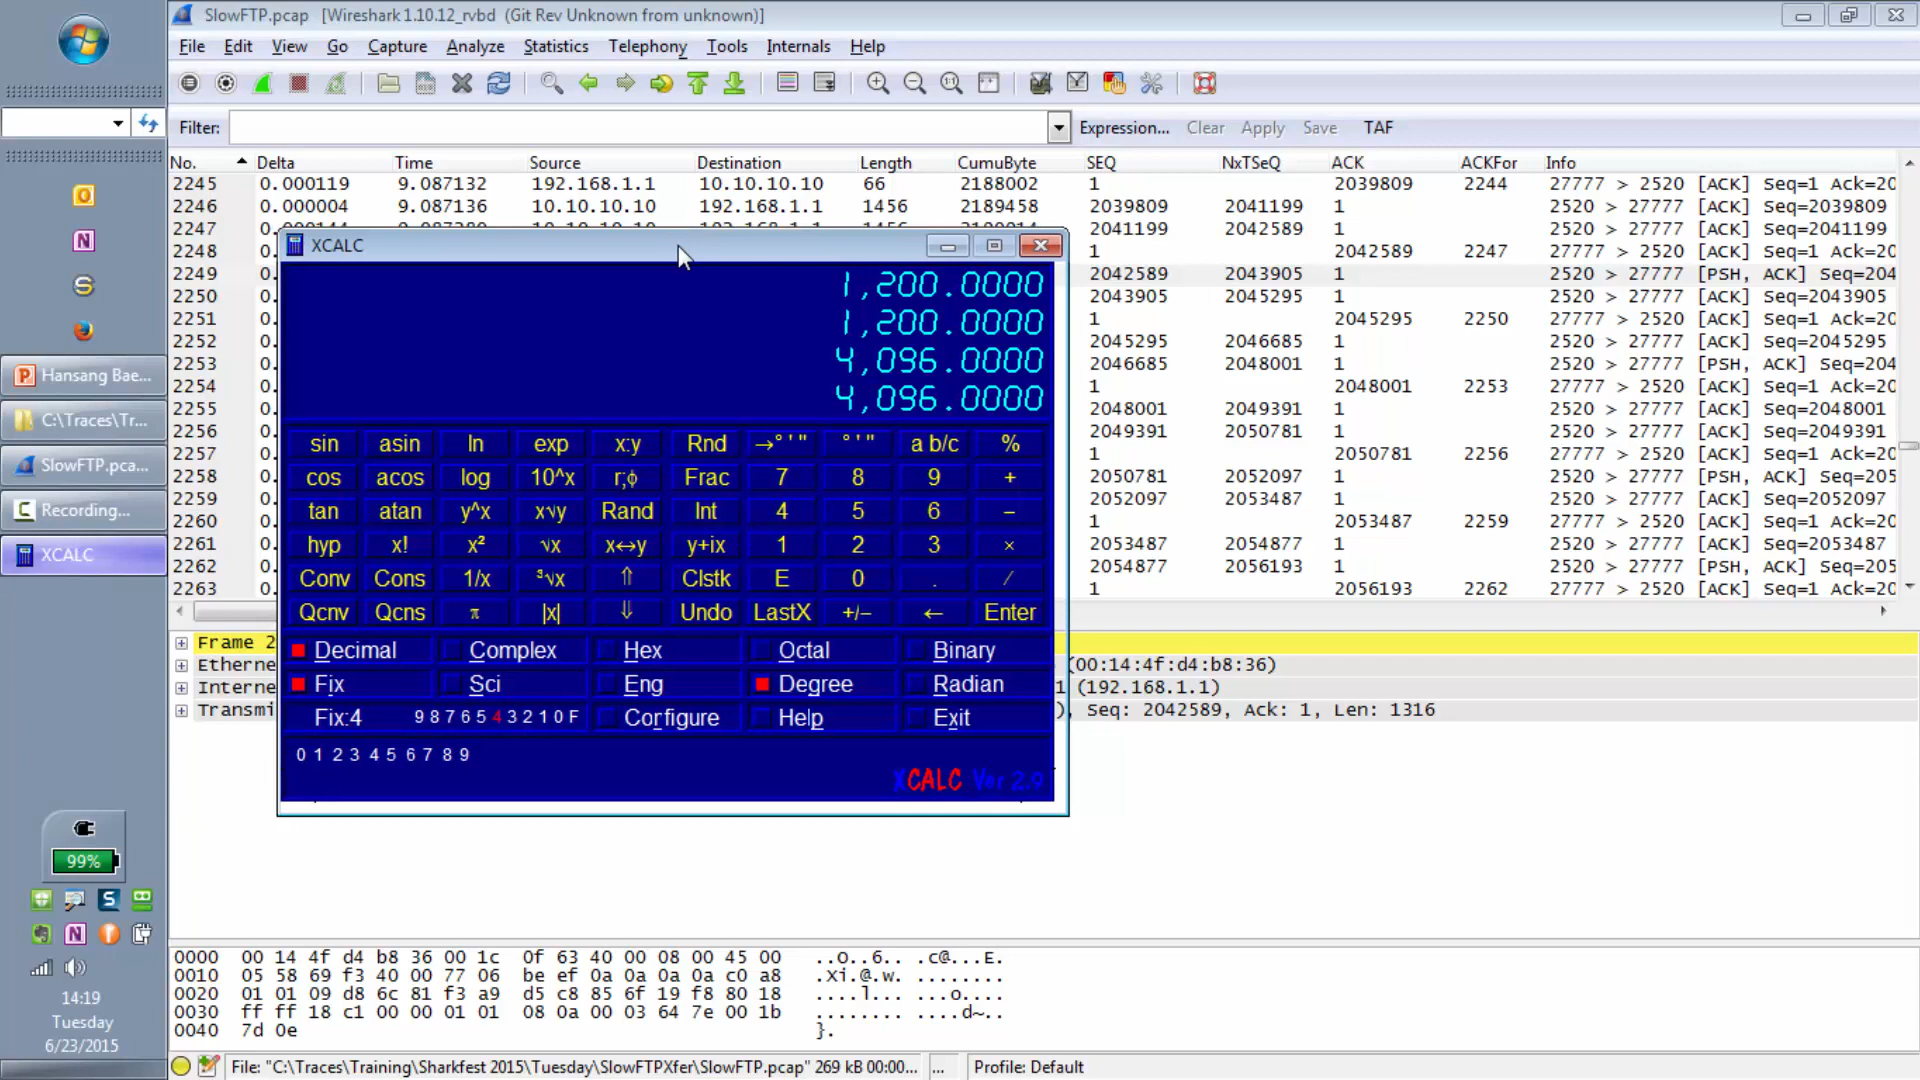 SlowFTP.pcap [Wireshark 1.10.12_rvbd (Git Rev Unknown from unknown)]
File Edit View Go Capture Analyze Statistics Telephony Tools Internals Help
Filter: Expression... Clear Apply Save TAF
No. Delta Time Source Destination Length CumuByte SEQ NxTSeQ ACK ACKFor Info
2245 0.000119 9.087132 192.168.1.1 10.10.10.10 66 2188002 1 2039809 2244 27777 > 2520 [ACK] Seq=1 Ack=20
2246 0.000004 9.087136 10.10.10.10 192.168.1.1 1456 2189458 2039809 2041199 1 2520 > 27777 [ACK] Seq=2039809
2247 2041199 2042589 1 2520 > 27777 [ACK] Seq=2041199
2248 0. 1 2042589 2247 27777 > 2520 [ACK] Seq=1 Ack=20
2249 0. 2042589 2043905 1 2520 > 27777 [PSH, ACK] Seq=204
2250 0. 2043905 2045295 1 2520 > 27777 [ACK] Seq=2043905
2251 0. 1 2045295 2250 27777 > 2520 [ACK] Seq=1 Ack=20
2252 0. 2045295 2046685 1 2520 > 27777 [ACK] Seq=2045295
2253 0. 2046685 2048001 1 2520 > 27777 [PSH, ACK] Seq=204
2254 0. 1 2048001 2253 27777 > 2520 [ACK] Seq=1 Ack=20
2255 0. 2048001 2049391 1 2520 > 27777 [ACK] Seq=2048001
2256 0. 2049391 2050781 1 2520 > 27777 [ACK] Seq=2049391
2257 0. 1 2050781 2256 27777 > 2520 [ACK] Seq=1 Ack=20
2258 0. 2050781 2052097 1 2520 > 27777 [PSH, ACK] Seq=205
2259 0. 2052097 2053487 1 2520 > 27777 [ACK] Seq=2052097
2260 0. 1 2053487 2259 27777 > 2520 [ACK] Seq=1 Ack=20
2261 0. 2053487 2054877 1 2520 > 27777 [ACK] Seq=2053487
2262 0. 2054877 2056193 1 2520 > 27777 [PSH, ACK] Seq=205
2263 0. 1 2056193 2262 27777 > 2520 [ACK] Seq=1 Ack=20
Frame 2
Etherne (00:14:4f:d4:b8:36)
Interne 1 (192.168.1.1)
Transmi ), Seq: 2042589, Ack: 1, Len: 1316
XCALC
1,200.0000
1,200.0000
4,096.0000
4,096.0000
sin asin ln exp x:y Rnd →°'" °'" a b/c %
cos acos log 10^x r;ϕ Frac 7 8 9 +
tan atan y^x x√y Rand Int 4 5 6 −
hyp x! x² √x x↔y y+ix 1 2 3 ×
Conv Cons 1/x ³√x ⇑ Clstk E 0 . /
Qcnv Qcns π |x| ⇓ Undo LastX +/− ← Enter
Decimal Complex Hex Octal Binary
Fix Sci Eng Degree Radian
Fix:4 9 8 7 6 5 4 3 2 1 0 F Configure Help Exit
0 1 2 3 4 5 6 7 8 9
XCALC Ver 2.0
0000 00 14 4f d4 b8 36 00 1c 0f 63 40 00 08 00 45 00 ..o..6.. .c@...E.
0010 05 58 69 f3 40 00 77 06 be ef 0a 0a 0a 0a c0 a8 .Xi.@.w. ........
0020 01 01 09 d8 6c 81 f3 a9 d5 c8 85 6f 19 f8 80 18 ....l... ...o....
0030 ff ff 18 c1 00 00 01 01 08 0a 00 03 64 7e 00 1b ........ ....d~..
0040 7d 0e }.
File: "C:\Traces\Training\Sharkfest 2015\Tuesday\SlowFTPXfer\SlowFTP.pcap" 269 kB 00:00... ... Profile: Default
Hansang Bae...
C:\Traces\Tr...
SlowFTP.pca...
Recording...
XCALC
99%
14:19
Tuesday
6/23/2015